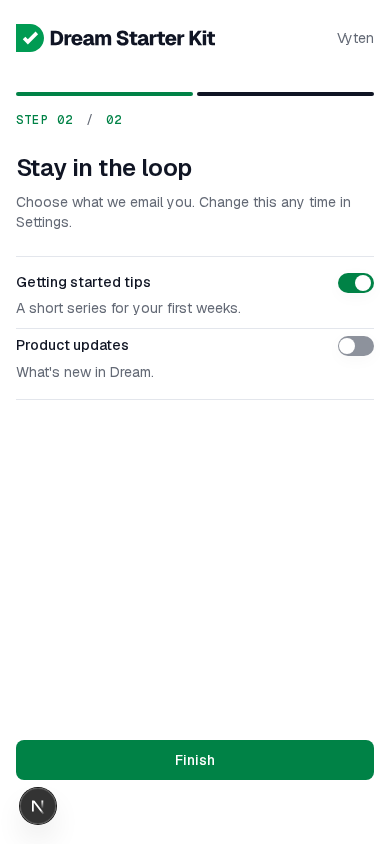 Dream Starter Kit
Vyten
STEP 02 / 02
Stay in the loop
Choose what we email you. Change this any time in
Settings.
Getting started tips
A short series for your first weeks.
Product updates
What's new in Dream.
Finish
N